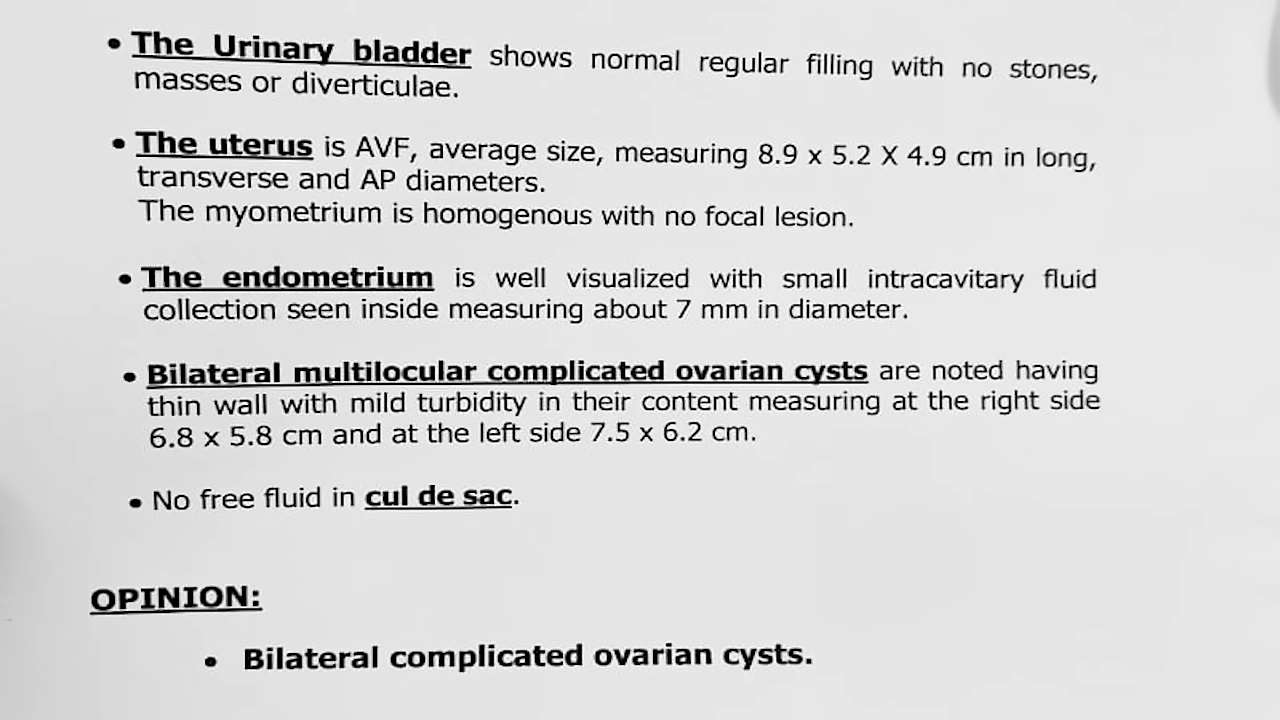 • The Urinary bladder shows normal regular filling with no stones,
masses or diverticulae.
• The uterus is AVF, average size, measuring 8.9 x 5.2 X 4.9 cm in long,
transverse and AP diameters.
The myometrium is homogenous with no focal lesion.
• The endometrium is well visualized with small intracavitary fluid
collection seen inside measuring about 7 mm in diameter.
• Bilateral multilocular complicated ovarian cysts are noted having
thin wall with mild turbidity in their content measuring at the right side
6.8 x 5.8 cm and at the left side 7.5 x 6.2 cm.
• No free fluid in cul de sac.
OPINION:
• Bilateral complicated ovarian cysts.